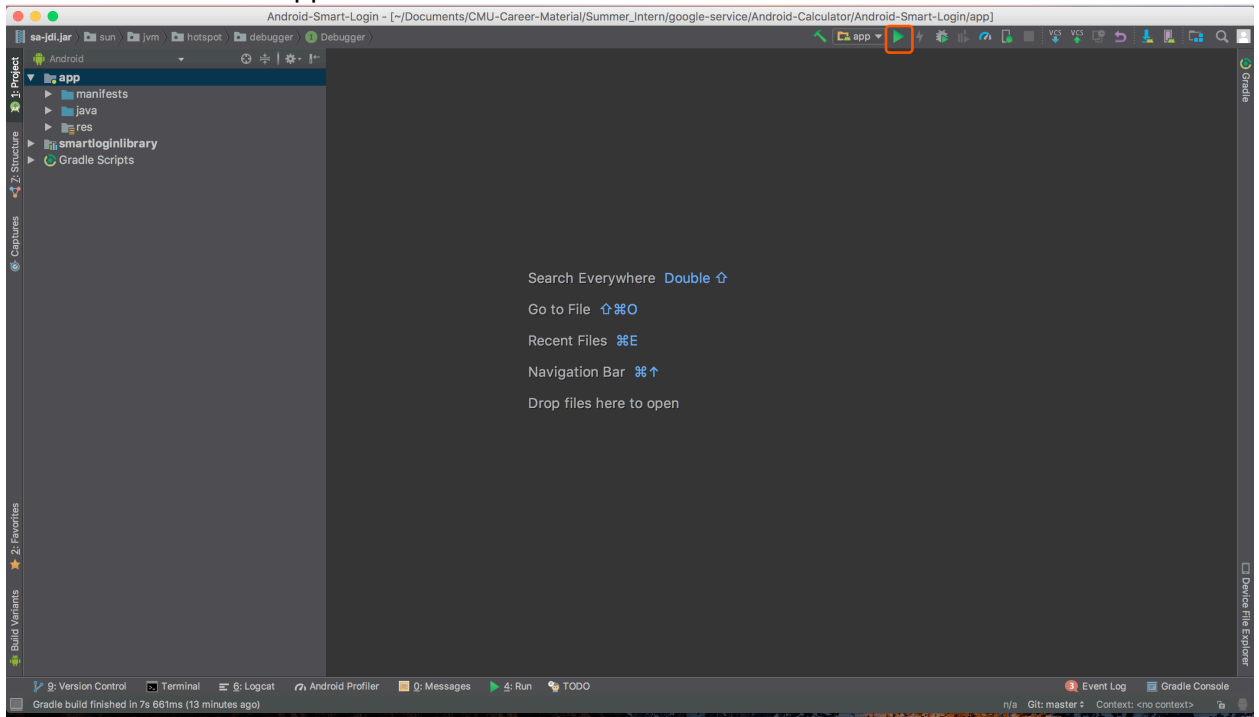 app
Android-Smart-Login - [~/Documents/CMU-Career-Material/Summer_Intern/google-service/Android-Calculator/Android-Smart-Login/app]
sa-jdi.jar sun jvm hotspot debugger Debugger
app
VCS VCS
1: Project
Android
app
manifests
java
res
smartloginlibrary
Gradle Scripts
Z: Structure
Captures
2: Favorites
Build Variants
Gradle
Device File Explorer
Search Everywhere Double ⇧
Go to File ⇧⌘O
Recent Files ⌘E
Navigation Bar ⌘↑
Drop files here to open
9: Version Control Terminal 6: Logcat Android Profiler 0: Messages 4: Run TODO 3 Event Log Gradle Console
Gradle build finished in 7s 661ms (13 minutes ago) n/a Git: master Context: <no context>